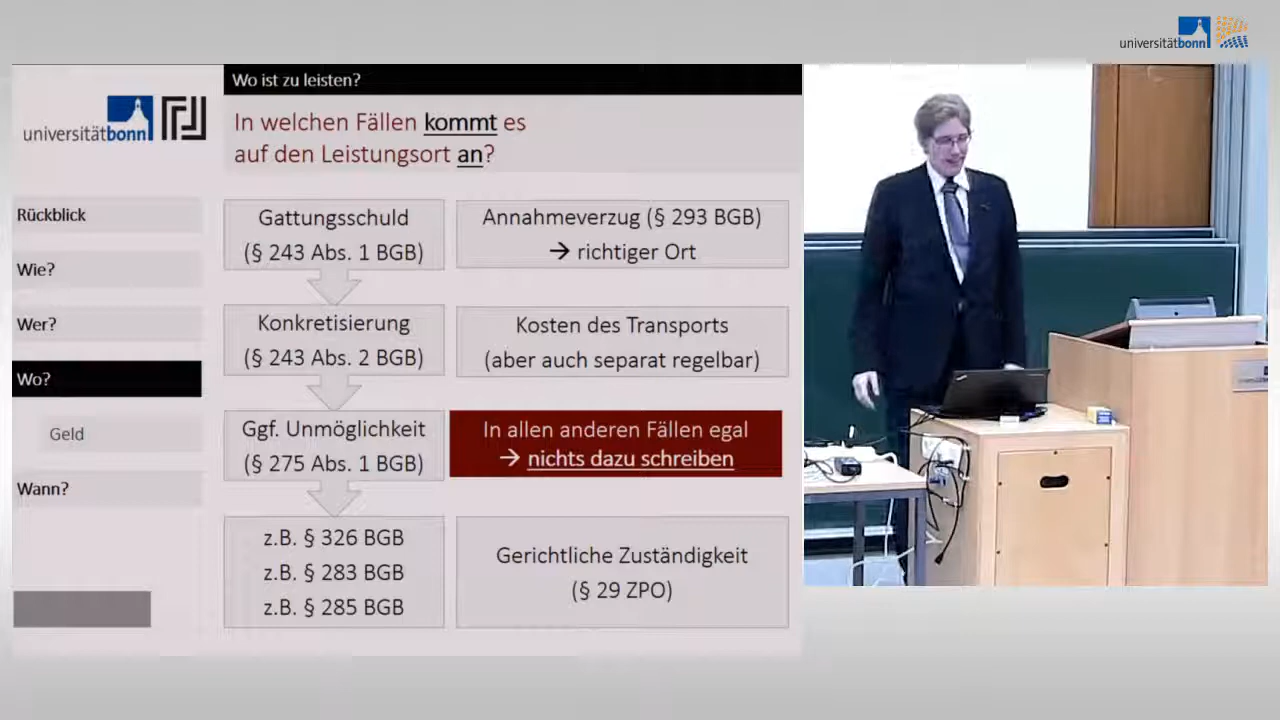 universitätbonn
Wo ist zu leisten?
universitätbonn
In welchen Fällen kommt es
auf den Leistungsort an?
Rückblick
Wie?
Wer?
Wo?
Geld
Wann?
Gattungsschuld
(§ 243 Abs. 1 BGB)
Konkretisierung
(§ 243 Abs. 2 BGB)
Ggf. Unmöglichkeit
(§ 275 Abs. 1 BGB)
z.B. § 326 BGB
z.B. § 283 BGB
z.B. § 285 BGB
Annahmeverzug (§ 293 BGB)
→ richtiger Ort
Kosten des Transports
(aber auch separat regelbar)
In allen anderen Fällen egal
→ nichts dazu schreiben
Gerichtliche Zuständigkeit
(§ 29 ZPO)